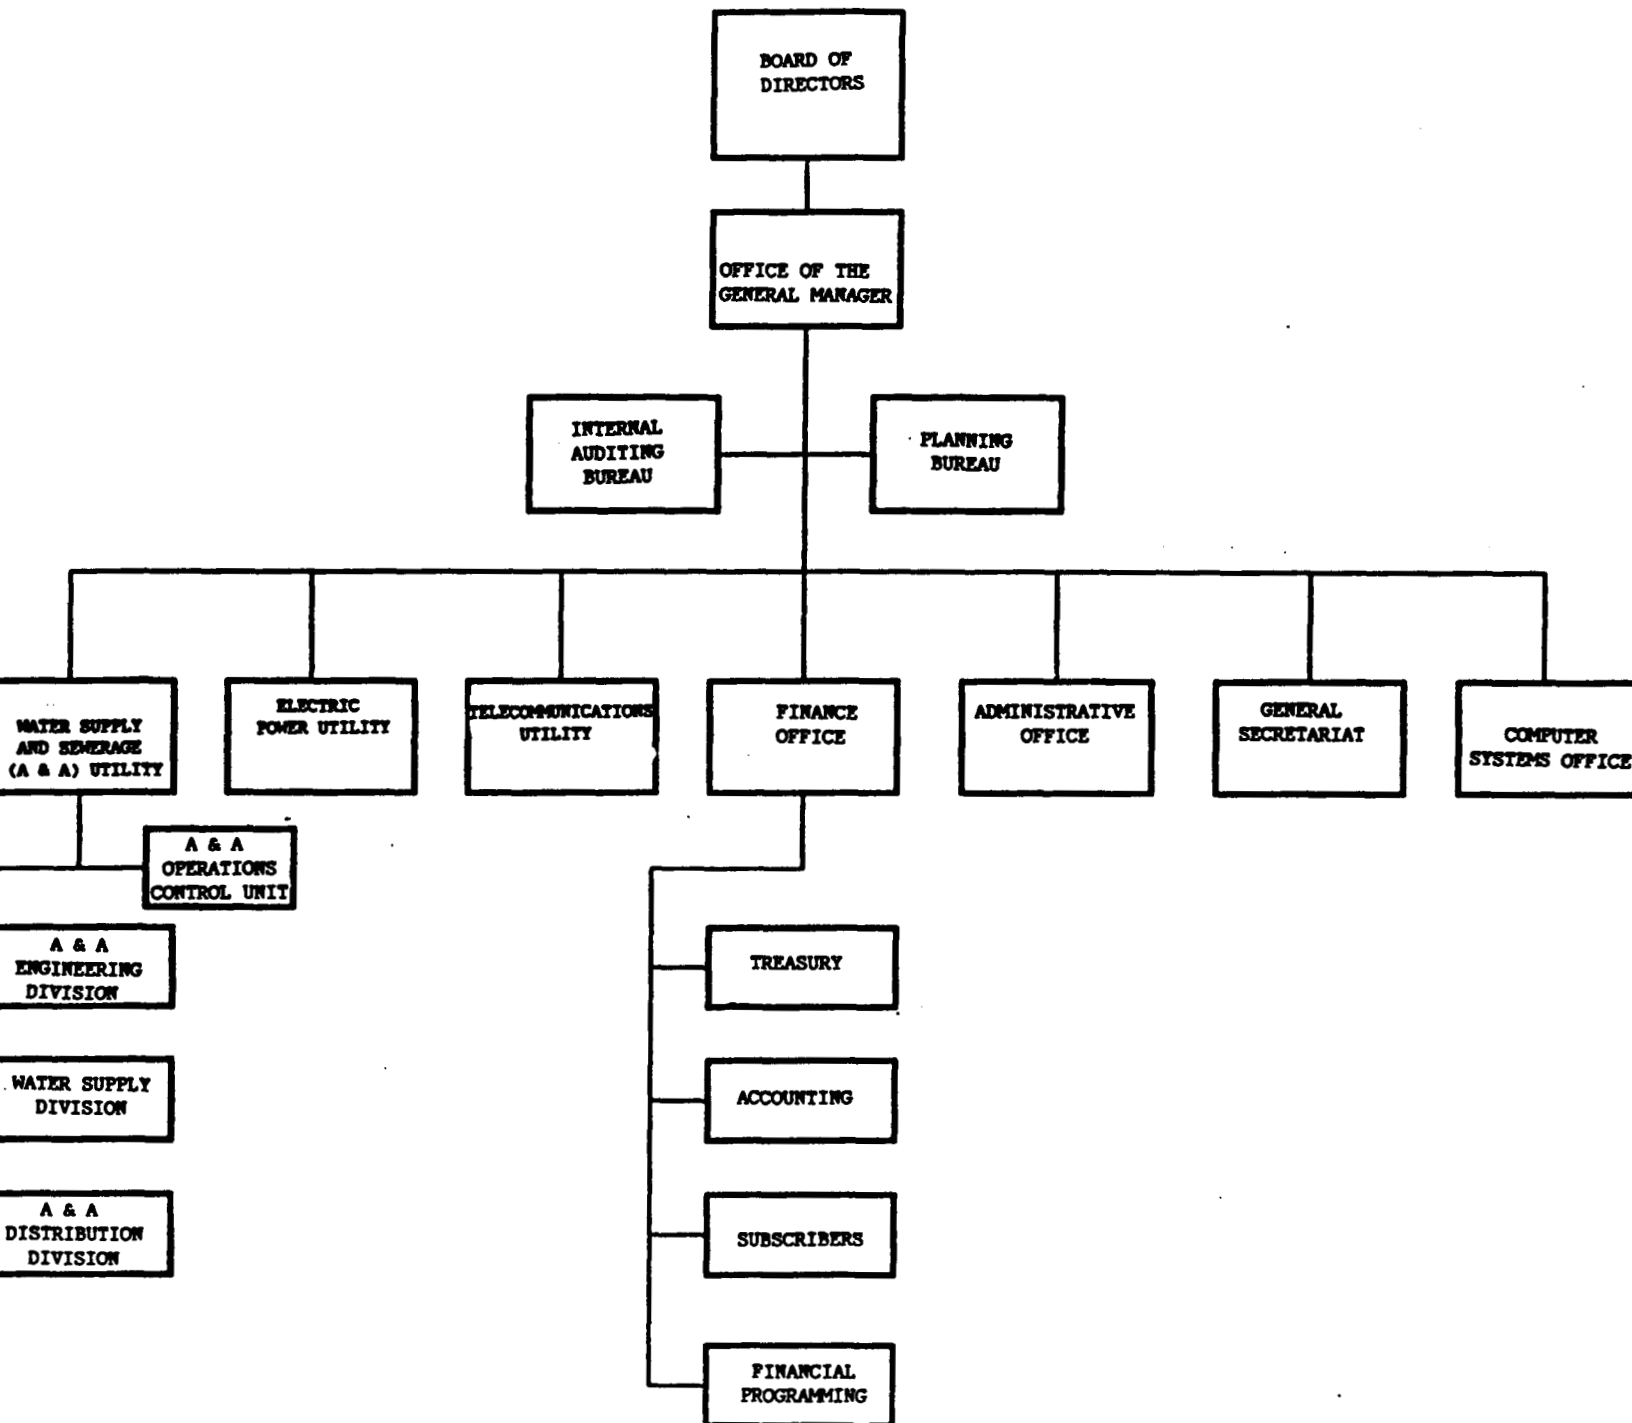 BOARD OF
DIRECTORS
OFFICE OF THE
GENERAL MANAGER
INTERNAL
AUDITING
BUREAU
PLANNING
BUREAU
WATER SUPPLY
AND SEWERAGE
(A & A) UTILITY
ELECTRIC
POWER UTILITY
TELECOMMUNICATIONS
UTILITY
FINANCE
OFFICE
ADMINISTRATIVE
OFFICE
GENERAL
SECRETARIAT
COMPUTER
SYSTEMS OFFICE
A & A
OPERATIONS
CONTROL UNIT
A & A
ENGINEERING
DIVISION
WATER SUPPLY
DIVISION
A & A
DISTRIBUTION
DIVISION
TREASURY
ACCOUNTING
SUBSCRIBERS
FINANCIAL
PROGRAMMING